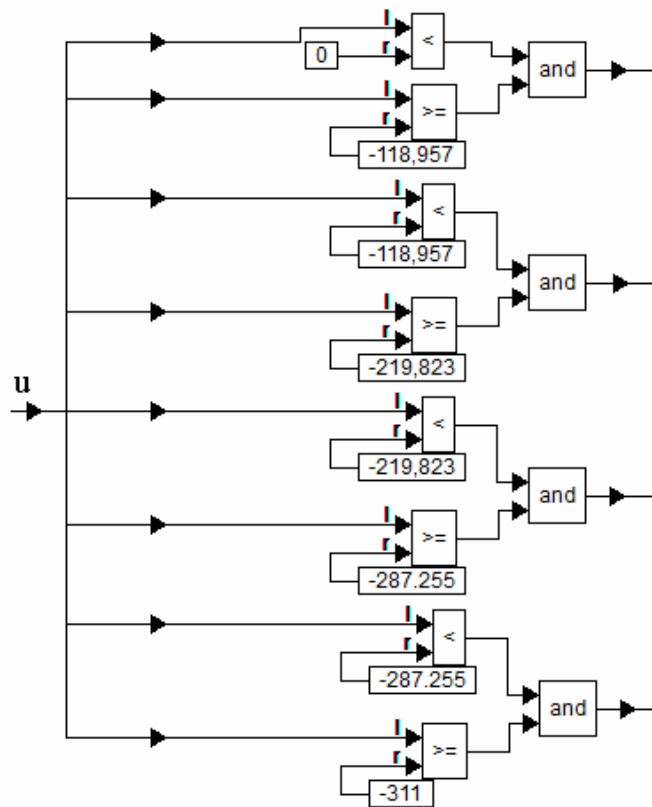 l
<
0
r
and
l
>=
r
-118,957
l
<
r
-118,957
and
l
>=
r
-219,823
u
l
<
r
-219,823
and
l
>=
r
-287.255
l
<
r
-287.255
and
l
>=
r
-311